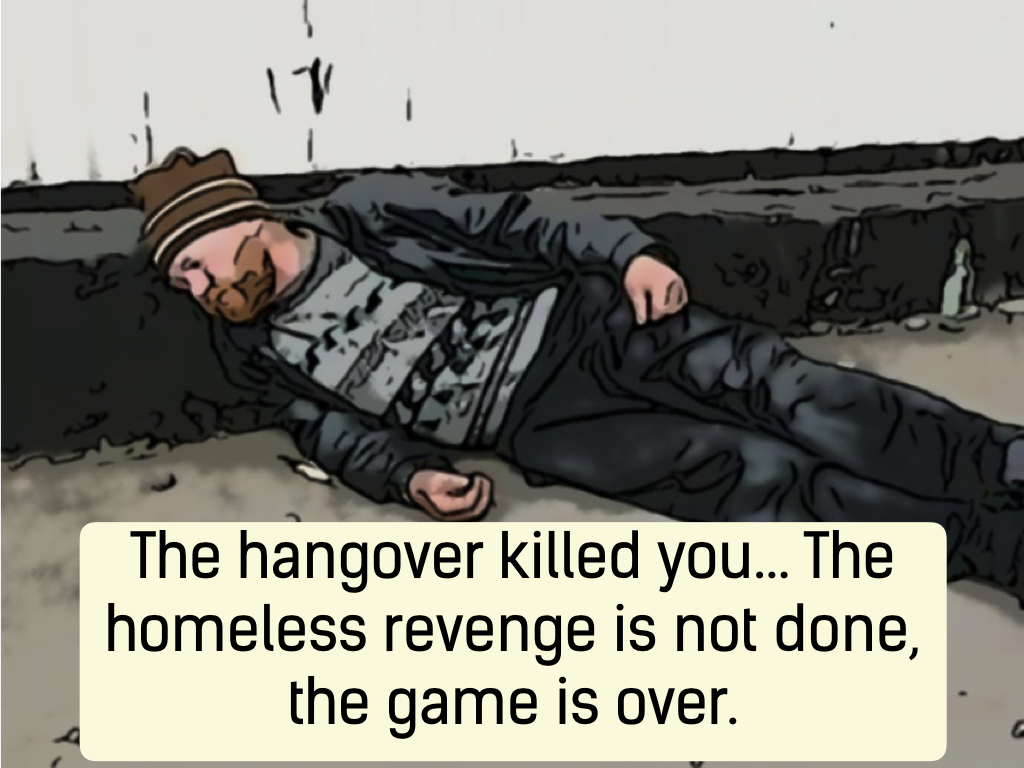 The hangover killed you... The
homeless revenge is not done,
the game is over.